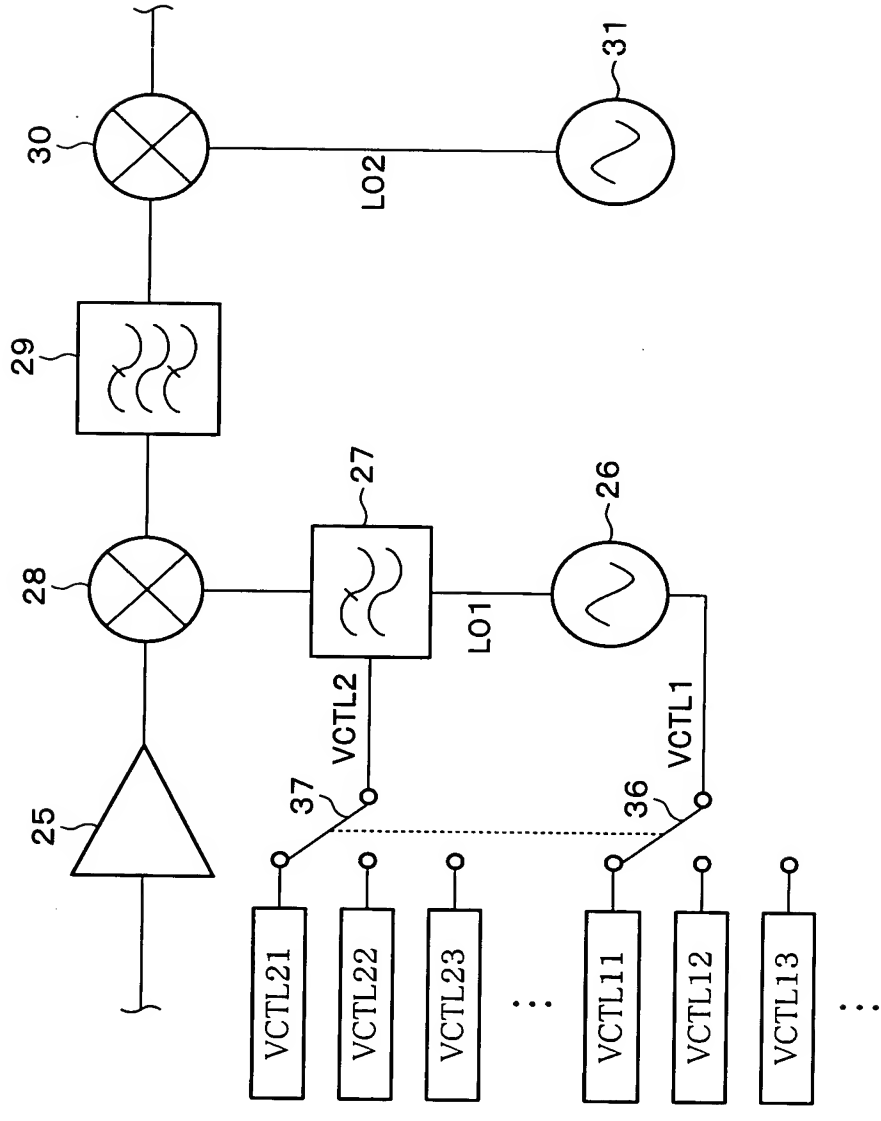 25
28
29
30
VCTL21
37
VCTL2
27
LO2
VCTL22
VCTL23
LO1
...
VCTL11
36
26
31
VCTL1
VCTL12
VCTL13
...